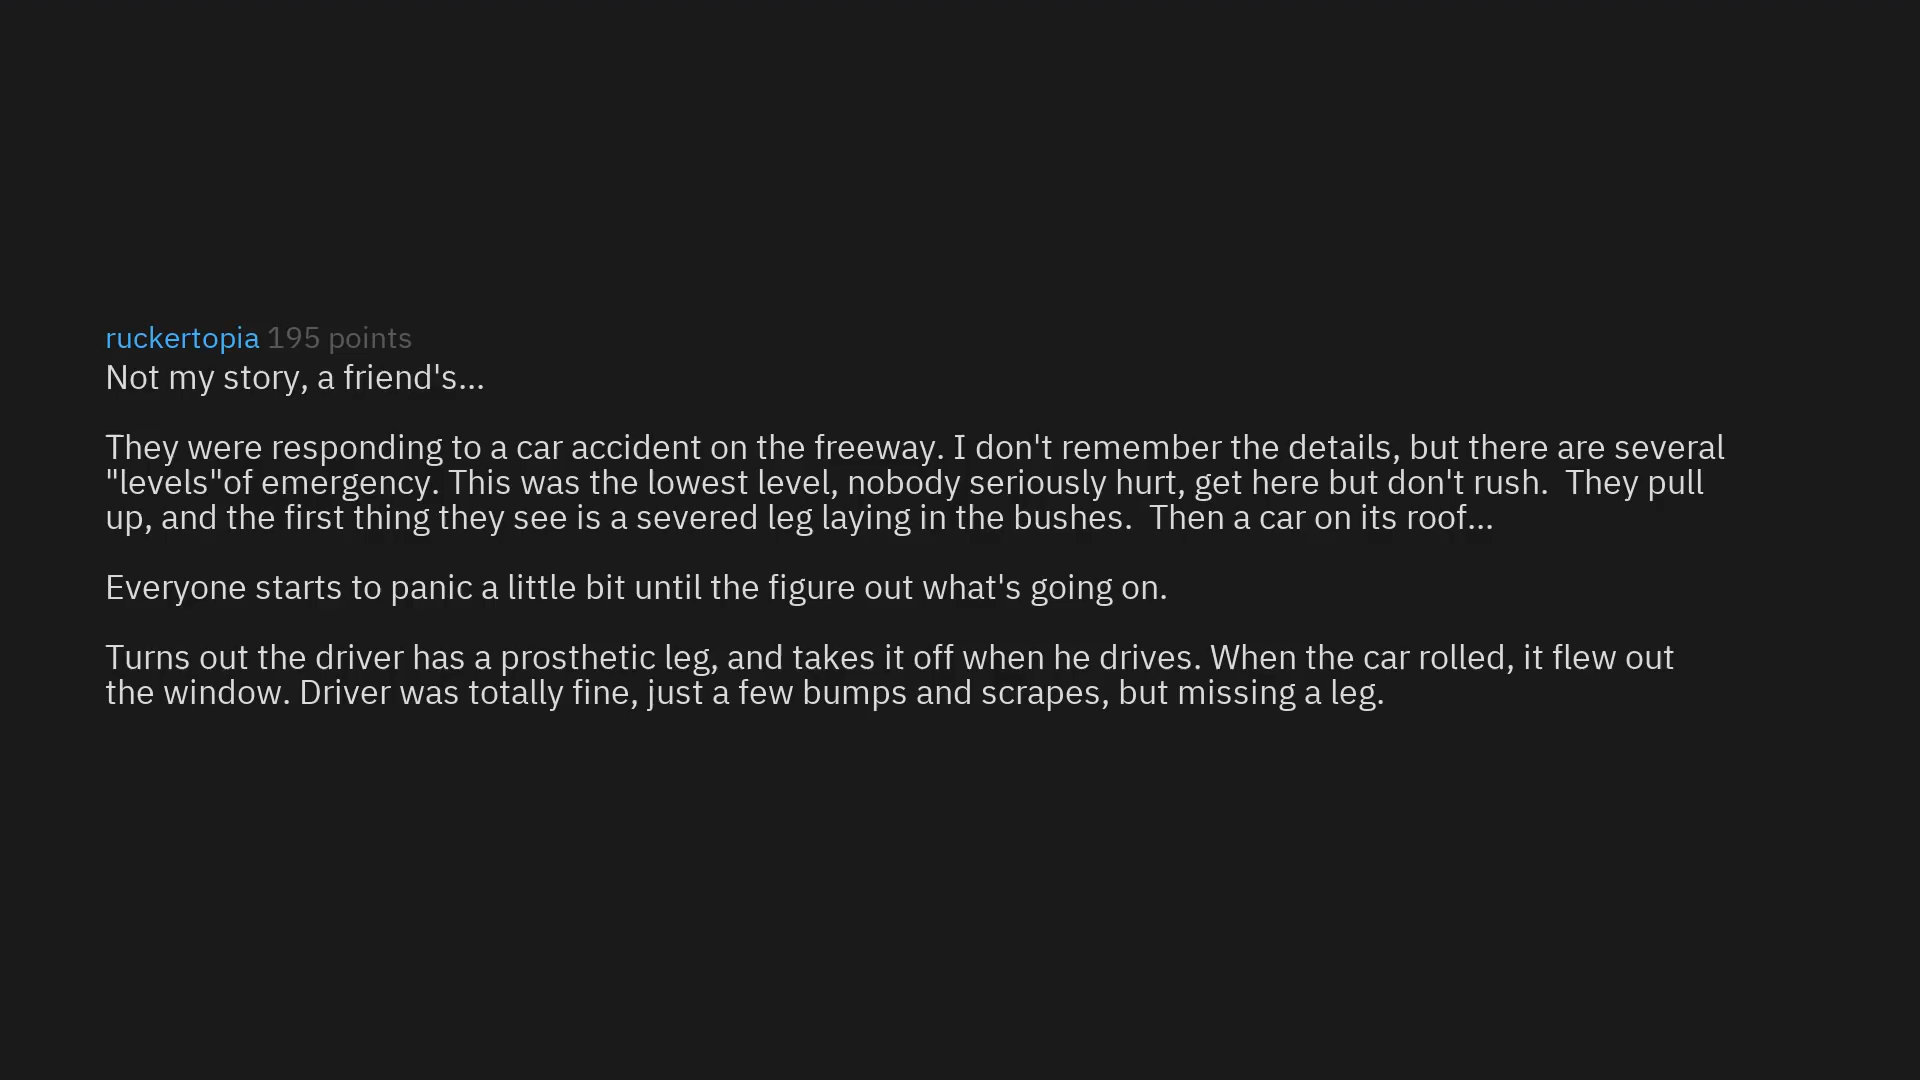 ruckertopia 195 points
Not my story, a friend's...
They were responding to a car accident on the freeway. I don't remember the details, but there are several
"levels"of emergency. This was the lowest level, nobody seriously hurt, get here but don't rush.  They pull
up, and the first thing they see is a severed leg laying in the bushes.  Then a car on its roof...
Everyone starts to panic a little bit until the figure out what's going on.
Turns out the driver has a prosthetic leg, and takes it off when he drives. When the car rolled, it flew out
the window. Driver was totally fine, just a few bumps and scrapes, but missing a leg.